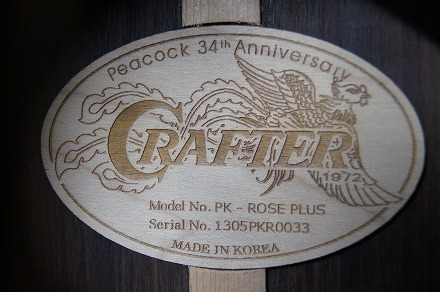 Peacock 34th Anniversary
CRAFTER
1972
Model No. PK - ROSE PLUS
Serial No. 1305PKR0033
MADE IN KOREA